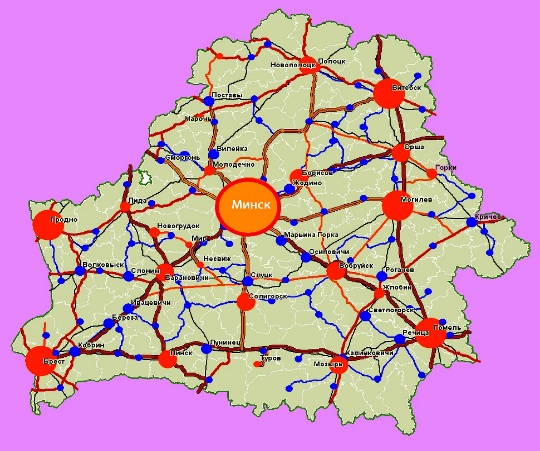 Новополоцк Полоцк
Витебск
Поставы
Марочь
Вилейка
Орша
Сморгонь
Молодечно
Горки
Борисов
Жодино
Минск
Лида
Могилев
Гродно
Кричев
Новогрудок
Марьина Горка
Мир
Осиповичи
Несвиж
Волковыск
Слоним
Барановичи
Слуцк
Бобруйск
Рогачев
Жлобин
Солигорск
Ивацевичи
Светлогорск
Береза
Речица
Гомель
Кобрин
Лунинец
Пинск
Калинковичи
Брест
Туров
Мозырь